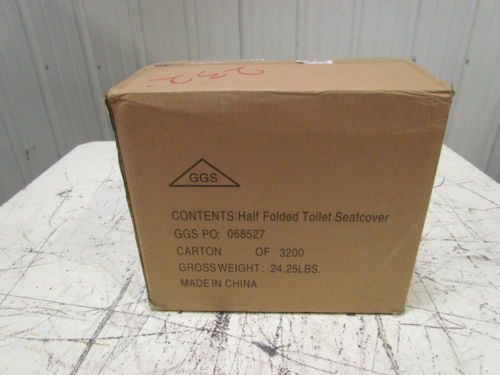 232
GGS
CONTENTS:Half Folded Toilet Seatcover
GGS PO: 068527
CARTON OF 3200
GROSS WEIGHT: 24.25LBS.
MADE IN CHINA